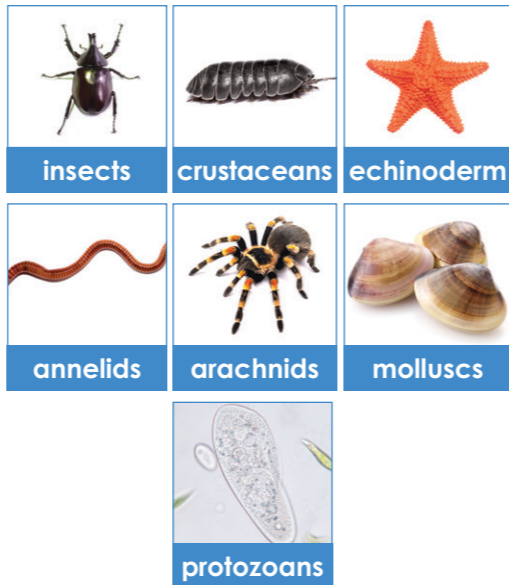 insects
crustaceans
echinoderm
annelids
arachnids
molluscs
protozoans